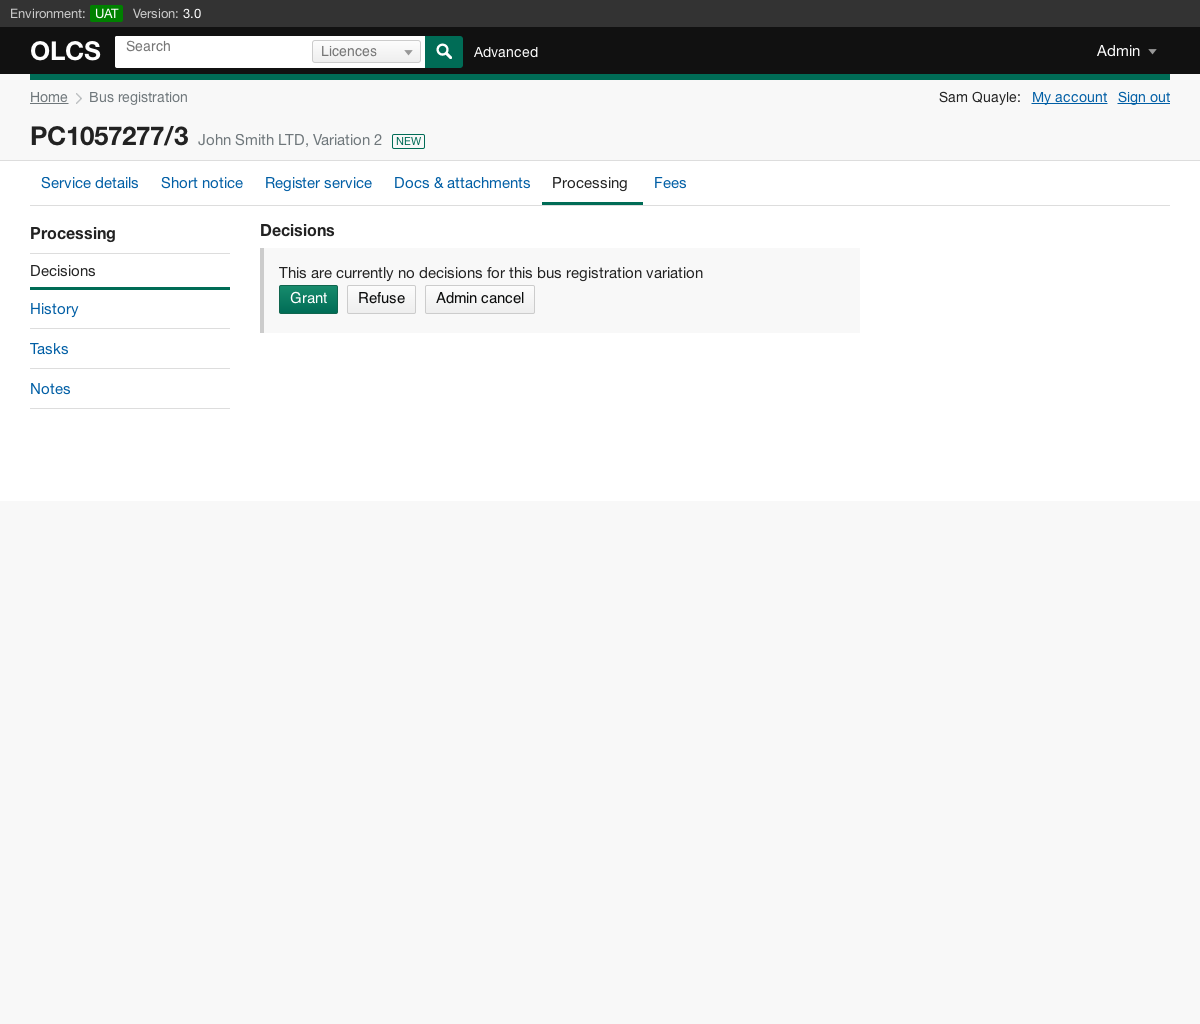 Environment: UAT Version: 3.0
OLCS Search Licences Advanced Admin
Home Bus registration Sam Quayle: My account Sign out
PC1057277/3 John Smith LTD, Variation 2 NEW
Service details Short notice Register service Docs & attachments Processing Fees
Processing
Decisions
History
Tasks
Notes
Decisions
This are currently no decisions for this bus registration variation
Grant Refuse Admin cancel